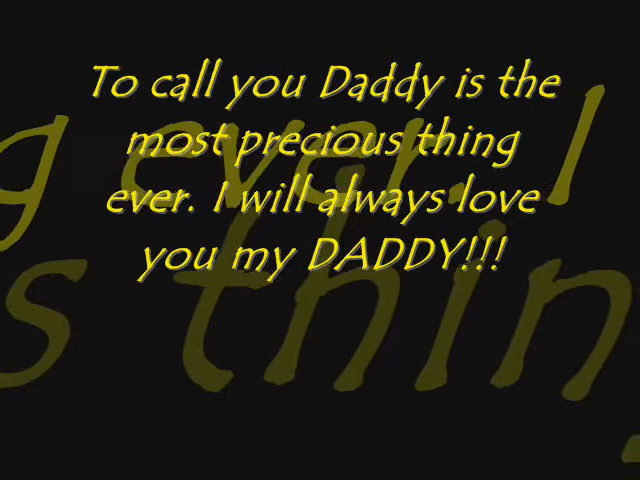 To call you Daddy is the
most precious thing
ever. I will always love
you my DADDY!!!
g ever. I
s thin